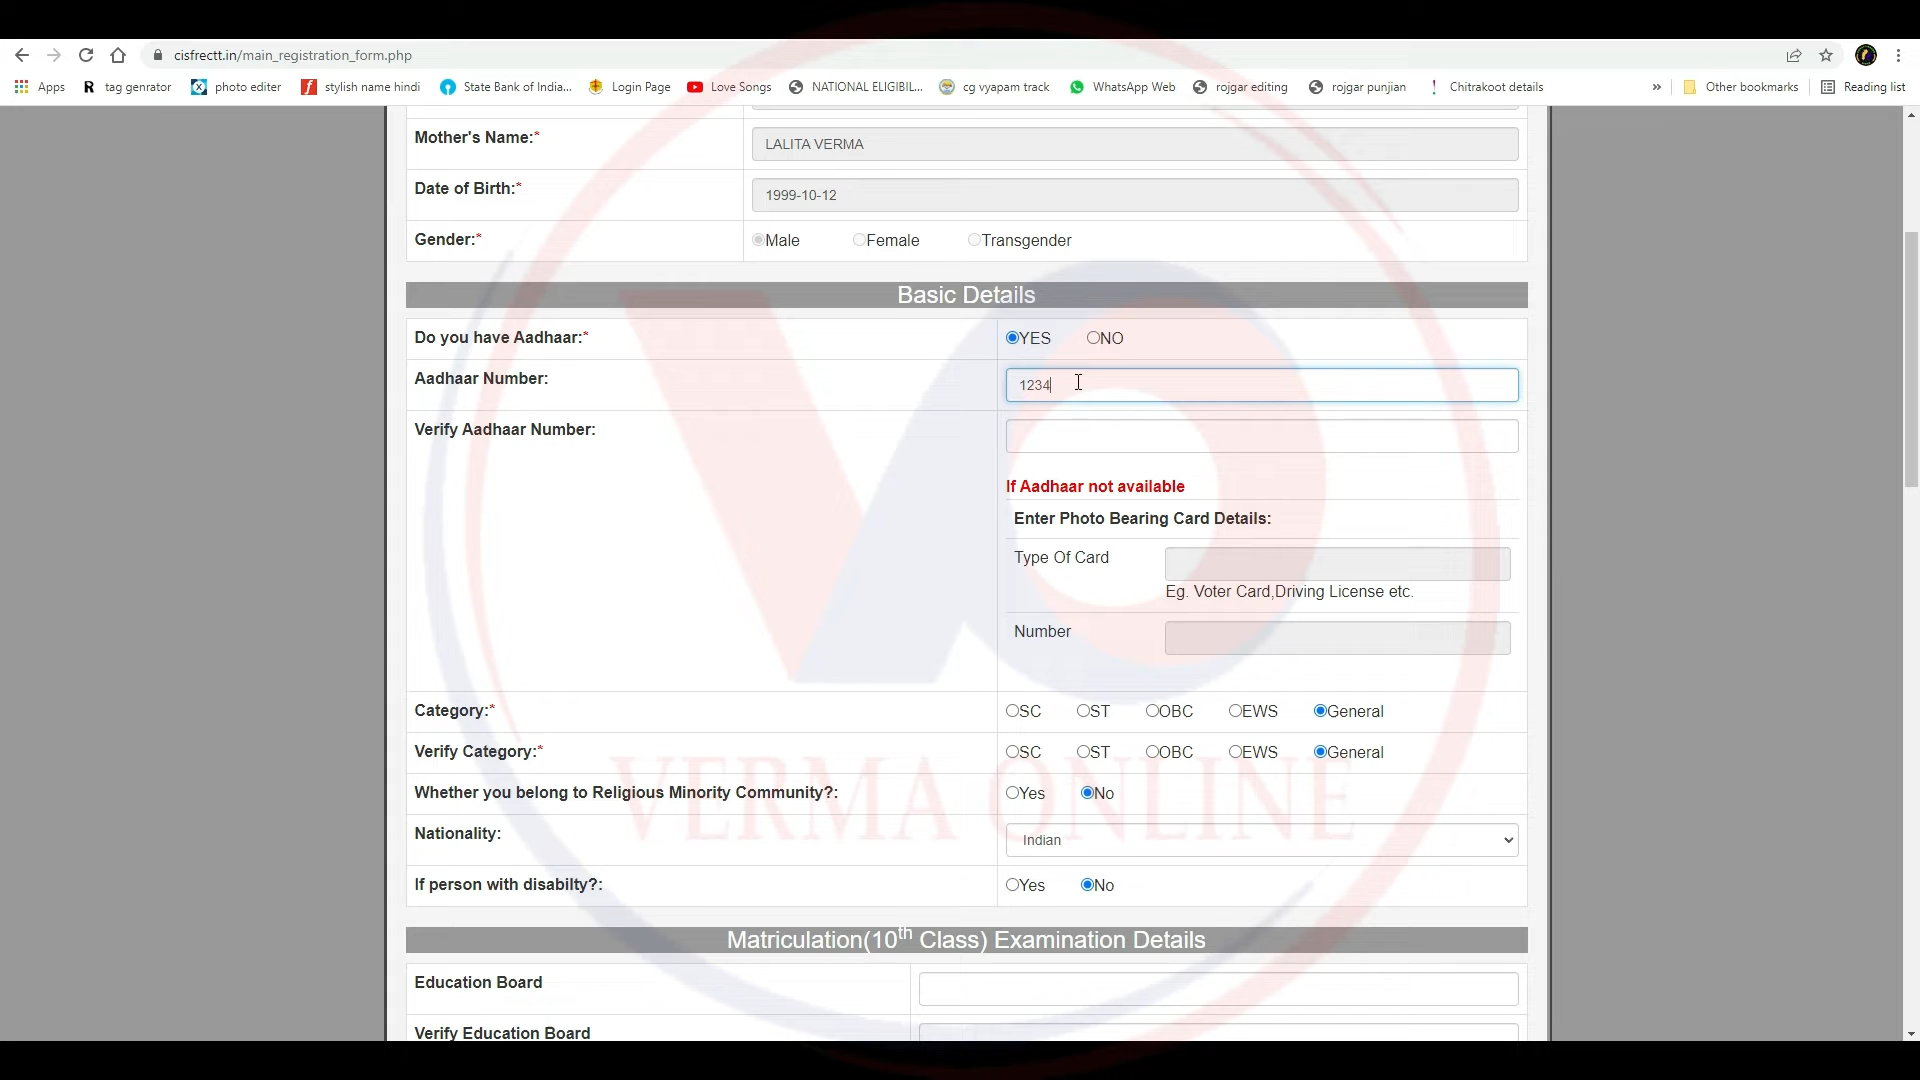 cisfrectt.in/main_registration_form.php
Apps tag genrator photo editer stylish name hindi State Bank of India... Login Page Love Songs NATIONAL ELIGIBIL... cg vyapam track WhatsApp Web rojgar editing rojgar punjian Chitrakoot details » Other bookmarks Reading list
Mother's Name:* LALITA VERMA
Date of Birth:* 1999-10-12
Gender:* Male Female Transgender
Basic Details
Do you have Aadhaar:* YES NO
Aadhaar Number: 1234
Verify Aadhaar Number:
If Aadhaar not available
Enter Photo Bearing Card Details:
Type Of Card
Eg. Voter Card,Driving License etc.
Number
Category:* SC ST OBC EWS General
Verify Category:* SC ST OBC EWS General
Whether you belong to Religious Minority Community?: Yes No
VERMA ONLINE
Nationality: Indian
If person with disabilty?: Yes No
Matriculation(10th Class) Examination Details
Education Board
Verify Education Board